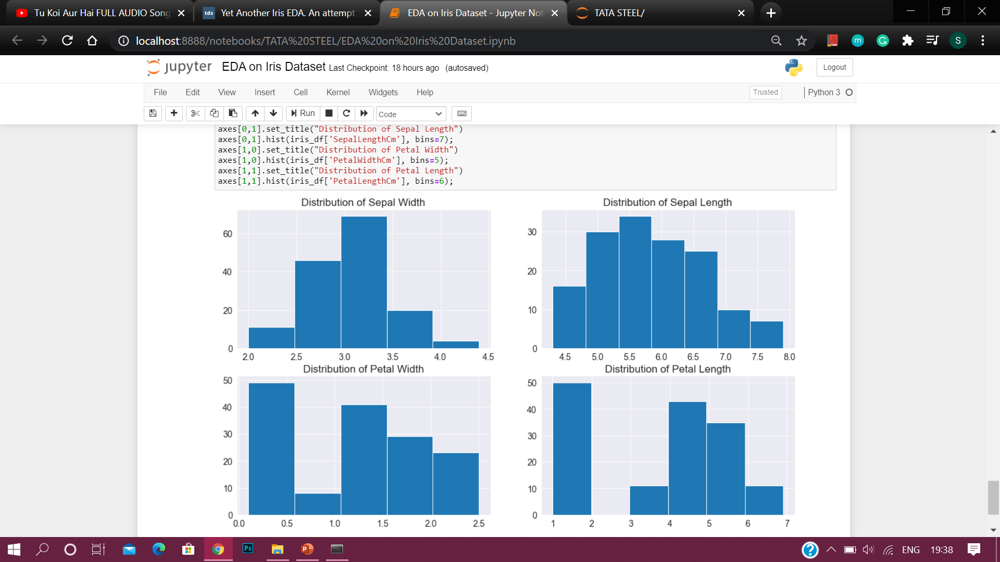 Tu Koi Aur Hai FULL AUDIO Song
tds Yet Another Iris EDA. An attempt
EDA on Iris Dataset - Jupyter Not
TATA STEEL/
localhost:8888/notebooks/TATA%20STEEL/EDA%20on%20Iris%20Dataset.ipynb
A m G S
jupyter EDA on Iris Dataset Last Checkpoint: 18 hours ago (autosaved) Logout
File Edit View Insert Cell Kernel Widgets Help Trusted Python 3
Run Code
axes[0,1].set_title("Distribution of Sepal Length")
axes[0,1].hist(iris_df['SepalLengthCm'], bins=7);
axes[1,0].set_title("Distribution of Petal Width")
axes[1,0].hist(iris_df['PetalWidthCm'], bins=5);
axes[1,1].set_title("Distribution of Petal Length")
axes[1,1].hist(iris_df['PetalLengthCm'], bins=6);
Distribution of Sepal Width
60
40
20
0
2.0 2.5 3.0 3.5 4.0 4.5
Distribution of Sepal Length
30
20
10
0
4.5 5.0 5.5 6.0 6.5 7.0 7.5 8.0
Distribution of Petal Width
50
40
30
20
10
0
0.0 0.5 1.0 1.5 2.0 2.5
Distribution of Petal Length
50
40
30
20
10
0
1 2 3 4 5 6 7
Ps P ? ENG 19:38